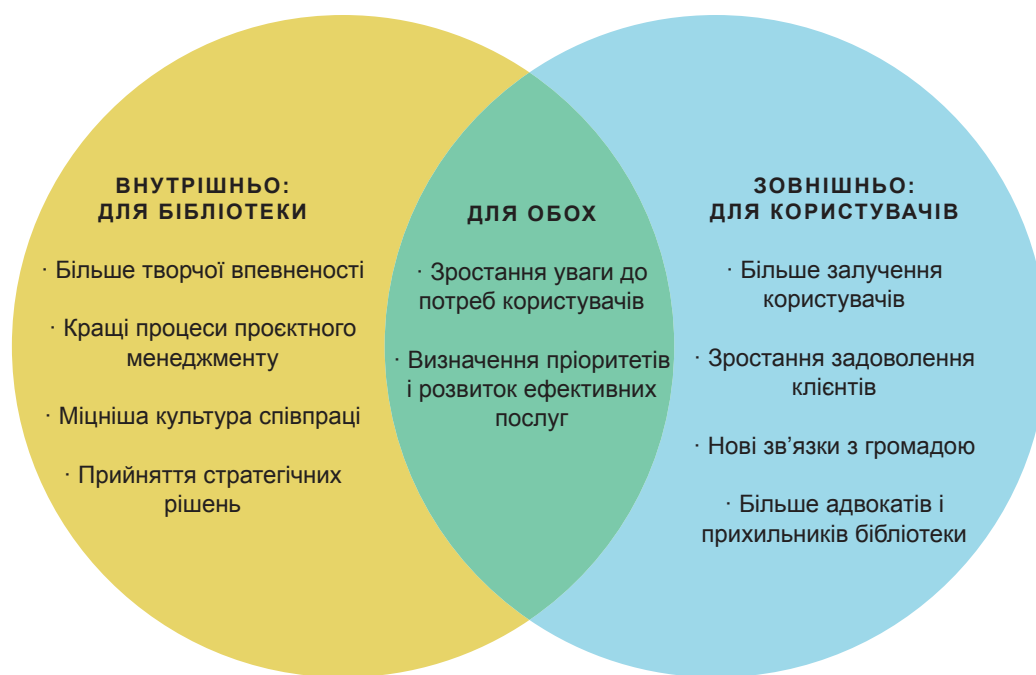 ВНУТРІШНЬО:
ДЛЯ БІБЛІОТЕКИ
· Більше творчої впевненості
· Кращі процеси проєктного
менеджменту
· Міцніша культура співпраці
· Прийняття стратегічних
рішень
ДЛЯ ОБОХ
· Зростання уваги до
потреб користувачів
· Визначення пріоритетів
і розвиток ефективних
послуг
ЗОВНІШНЬО:
ДЛЯ КОРИСТУВАЧІВ
· Більше залучення
користувачів
· Зростання задоволення
клієнтів
· Нові зв’язки з громадою
· Більше адвокатів і
прихильників бібліотеки